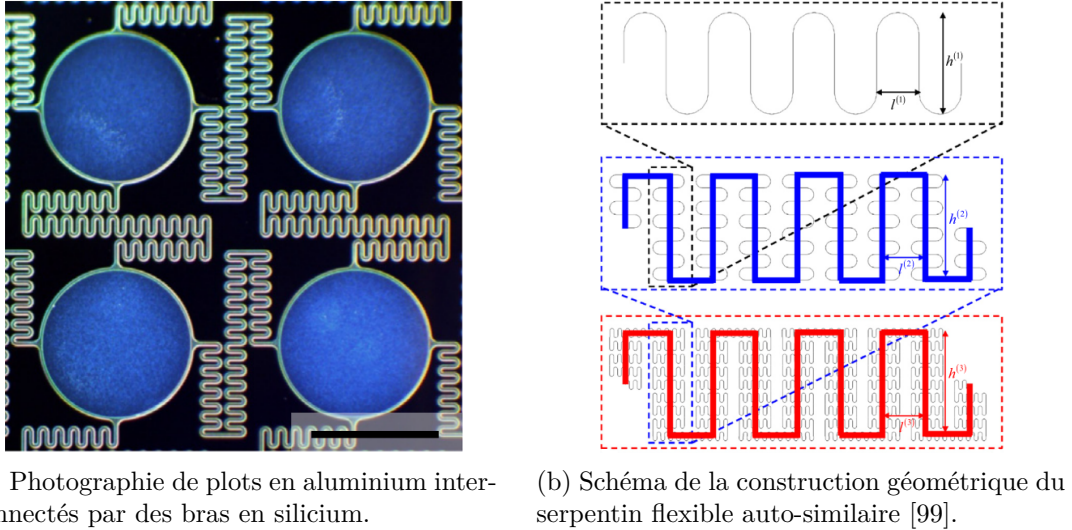 h(1)
l(1)
h(2)
l(2)
h(3)
l(3)
Photographie de plots en aluminium inter-
nnectés par des bras en silicium.
(b) Schéma de la construction géométrique du
serpentin flexible auto-similaire [99].